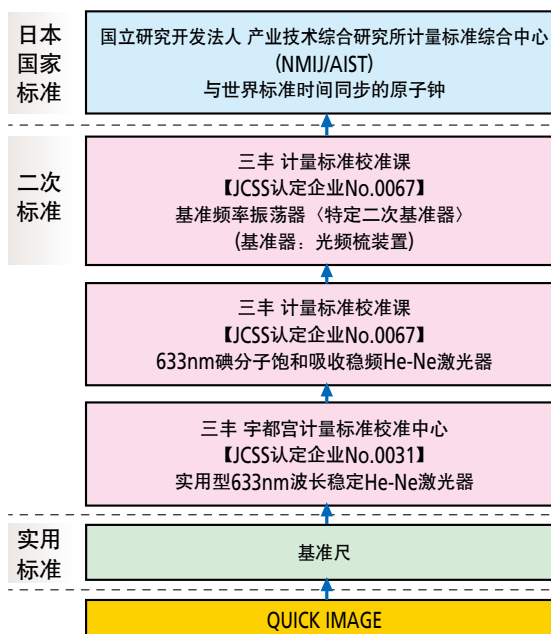 日本
国家
标准
国立研究开发法人 产业技术综合研究所计量标准综合中心
(NMIJ/AIST)
与世界标准时间同步的原子钟
二次
标准
三丰 计量标准校准课
【JCSS认定企业No.0067】
基准频率振荡器〈特定二次基准器〉
(基准器：光频梳装置)
三丰 计量标准校准课
【JCSS认定企业No.0067】
633nm碘分子饱和吸收稳频He-Ne激光器
三丰 宇都宫计量标准校准中心
【JCSS认定企业No.0031】
实用型633nm波长稳定He-Ne激光器
实用
标准
基准尺
QUICK IMAGE